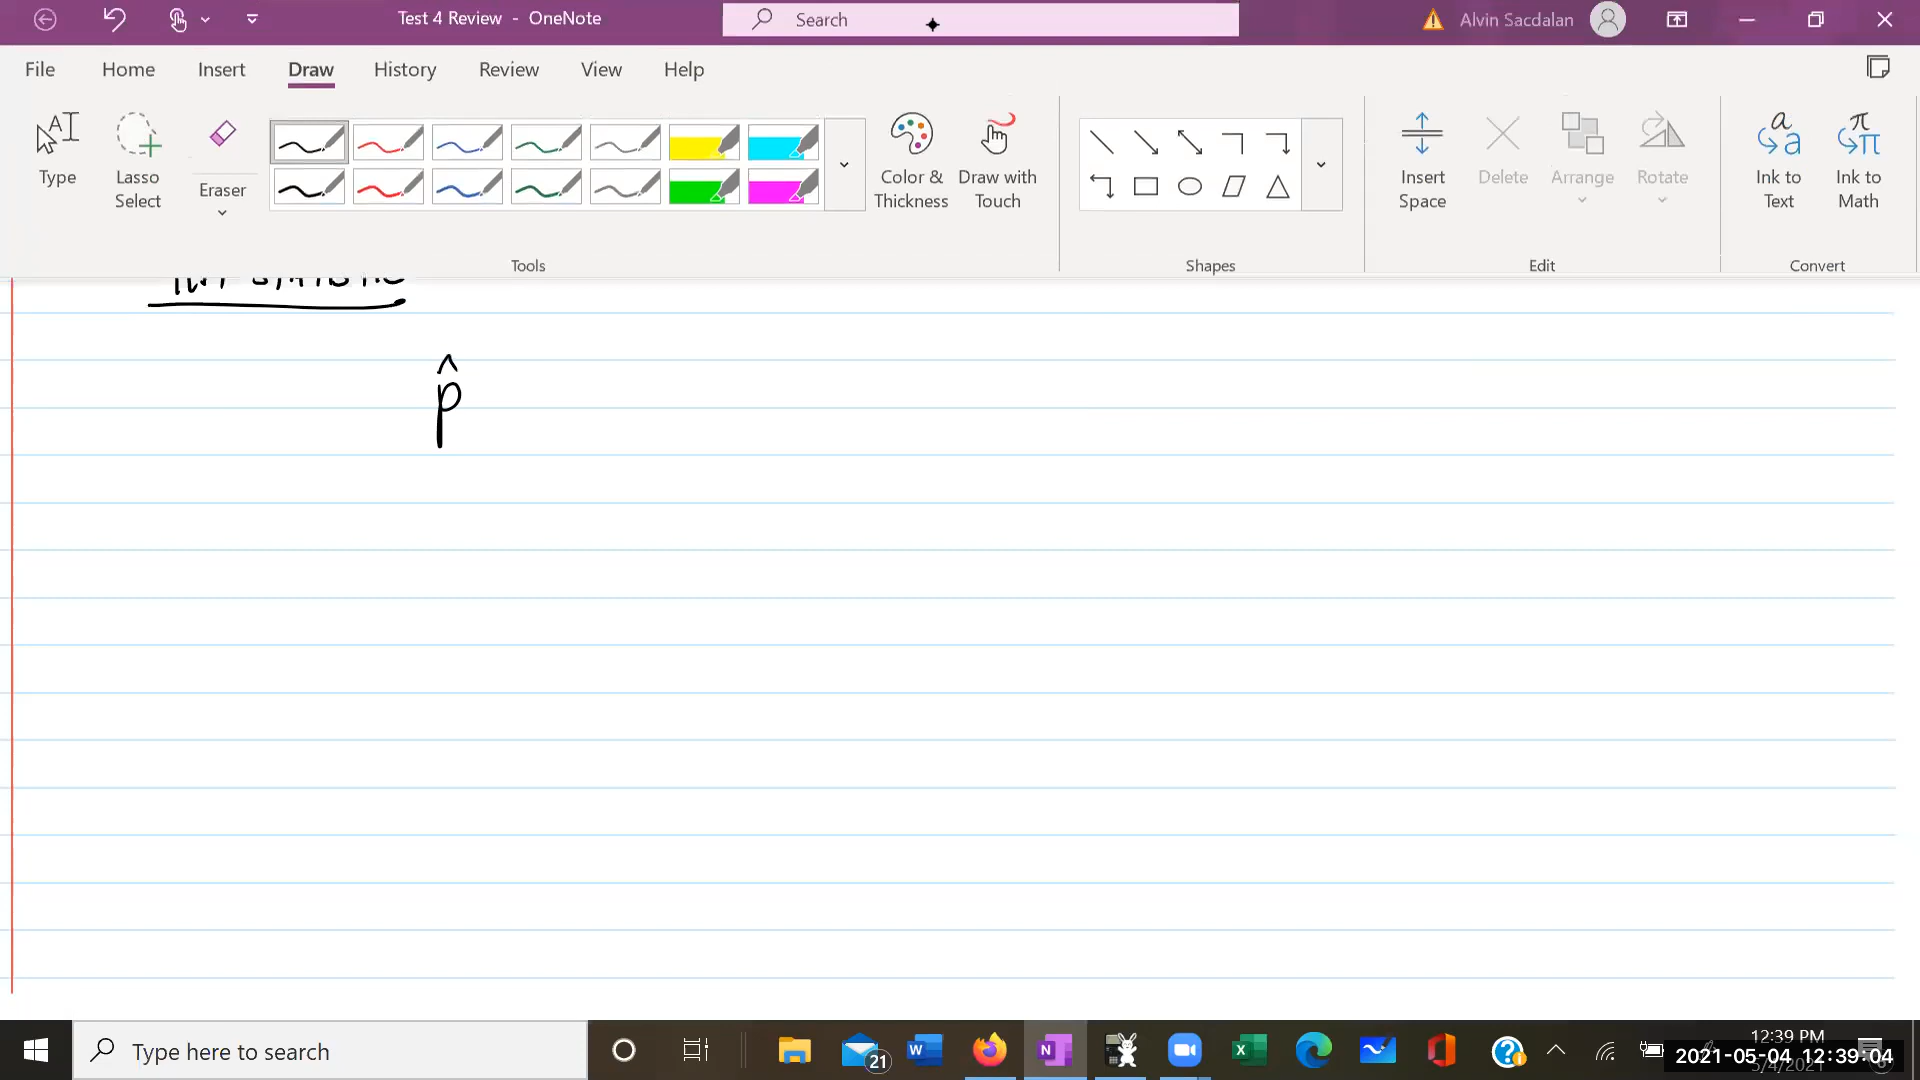 Test 4 Review - OneNote
Search
Alvin Sacdalan
File Home Insert Draw History Review View Help
Type
Lasso Select
Eraser
Color & Thickness
Draw with Touch
Insert Space
Delete
Arrange
Rotate
a a
Ink to Text
π π
Ink to Math
Tools Shapes Edit Convert
p̂
Type here to search
21
12:39 PM
2021-05-04 12:39:04